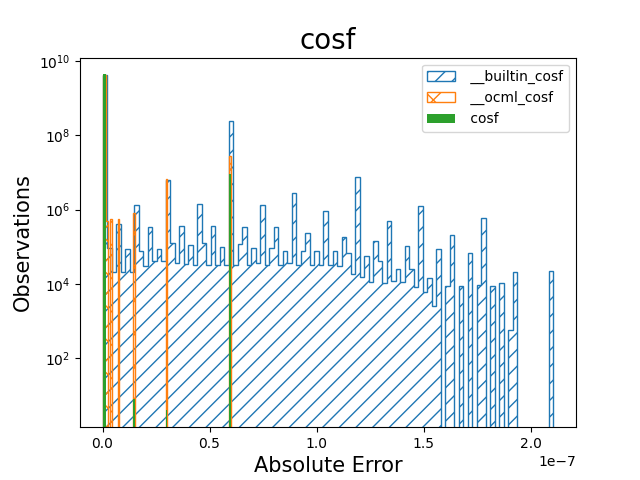 cosf
__builtin_cosf
__ocml_cosf
cosf
Observations
10^10
10^8
10^6
10^4
10^2
0.0 0.5 1.0 1.5 2.0
1e−7
Absolute Error